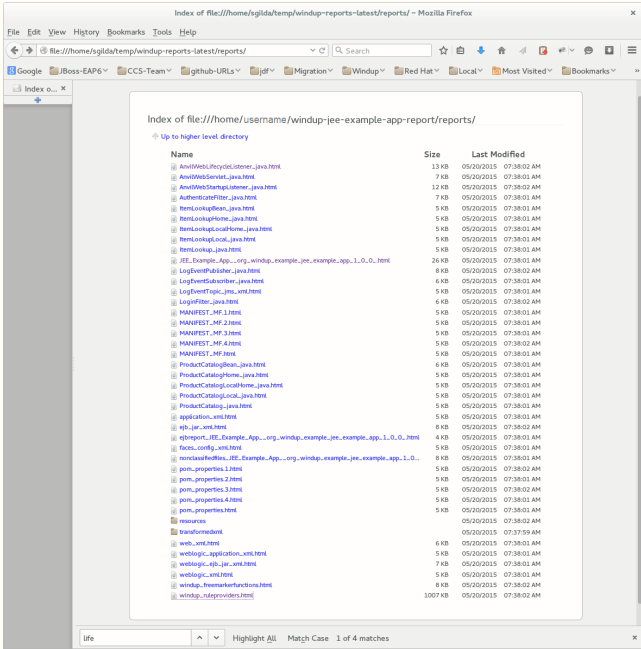 Index of file:///home/sgilda/temp/windup-reports-latest/reports/ – Mozilla Firefox
File Edit View History Bookmarks Tools Help
file:///home/sgilda/temp/windup-reports-latest/reports/ Search
Google JBoss-EAP6 CCS-Team github-URLs jdf Migration Windup Red Hat Local Most Visited Bookmarks
Index o...
Index of file:///home/username/windup-jee-example-app-report/reports/
Up to higher level directory
Name Size Last Modified
AnvilWebLifecycleListener_java.html 13 KB 05/20/2015 07:38:02 AM
AnvilWebServlet_java.html 7 KB 05/20/2015 07:38:01 AM
AnvilWebStartupListener_java.html 12 KB 05/20/2015 07:38:02 AM
AuthenticateFilter_java.html 7 KB 05/20/2015 07:38:01 AM
ItemLookupBean_java.html 5 KB 05/20/2015 07:38:01 AM
ItemLookupHome_java.html 5 KB 05/20/2015 07:38:01 AM
ItemLookupLocalHome_java.html 5 KB 05/20/2015 07:38:01 AM
ItemLookupLocal_java.html 5 KB 05/20/2015 07:38:01 AM
ItemLookup_java.html 5 KB 05/20/2015 07:38:01 AM
JEE_Example_App__org_windup_example_jee_example_app_1_0_0_.html 26 KB 05/20/2015 07:38:01 AM
LogEventPublisher_java.html 8 KB 05/20/2015 07:38:02 AM
LogEventSubscriber_java.html 6 KB 05/20/2015 07:38:01 AM
LogEventTopic_jms_xml.html 5 KB 05/20/2015 07:38:01 AM
LoginFilter_java.html 6 KB 05/20/2015 07:38:02 AM
MANIFEST_MF.1.html 5 KB 05/20/2015 07:38:01 AM
MANIFEST_MF.2.html 5 KB 05/20/2015 07:38:01 AM
MANIFEST_MF.3.html 5 KB 05/20/2015 07:38:01 AM
MANIFEST_MF.4.html 5 KB 05/20/2015 07:38:02 AM
MANIFEST_MF.html 5 KB 05/20/2015 07:38:01 AM
ProductCatalogBean_java.html 6 KB 05/20/2015 07:38:01 AM
ProductCatalogHome_java.html 5 KB 05/20/2015 07:38:01 AM
ProductCatalogLocalHome_java.html 5 KB 05/20/2015 07:38:01 AM
ProductCatalogLocal_java.html 5 KB 05/20/2015 07:38:01 AM
ProductCatalog_java.html 5 KB 05/20/2015 07:38:01 AM
application_xml.html 5 KB 05/20/2015 07:38:01 AM
ejb_jar_xml.html 6 KB 05/20/2015 07:38:02 AM
ejbreport_JEE_Example_App__org_windup_example_jee_example_app_1_0_0_.html 4 KB 05/20/2015 07:38:01 AM
faces_config_xml.html 5 KB 05/20/2015 07:38:01 AM
nonclassifiedfiles_JEE_Example_App__org_windup_example_jee_example_app_1_0... 8 KB 05/20/2015 07:38:01 AM
pom_properties.1.html 5 KB 05/20/2015 07:38:02 AM
pom_properties.2.html 5 KB 05/20/2015 07:38:01 AM
pom_properties.3.html 5 KB 05/20/2015 07:38:02 AM
pom_properties.4.html 5 KB 05/20/2015 07:38:01 AM
pom_properties.html 5 KB 05/20/2015 07:38:01 AM
resources 05/20/2015 07:38:02 AM
transformedxml 05/20/2015 07:37:59 AM
web_xml.html 6 KB 05/20/2015 07:38:01 AM
weblogic_application_xml.html 5 KB 05/20/2015 07:38:01 AM
weblogic_ejb_jar_xml.html 7 KB 05/20/2015 07:38:01 AM
weblogic_xml.html 5 KB 05/20/2015 07:38:01 AM
windup_freemarkerfunctions.html 8 KB 05/20/2015 07:38:02 AM
windup_ruleproviders.html 1007 KB 05/20/2015 07:38:02 AM
life Highlight All Match Case 1 of 4 matches